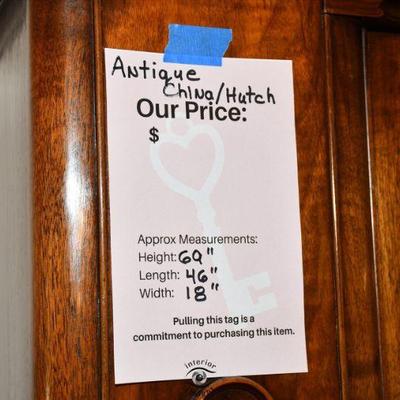 Antique
China/Hutch
Our Price:
$
Approx Measurements:
Height: 69"
Length: 46"
Width: 18"
Pulling this tag is a
commitment to purchasing this item.
interior